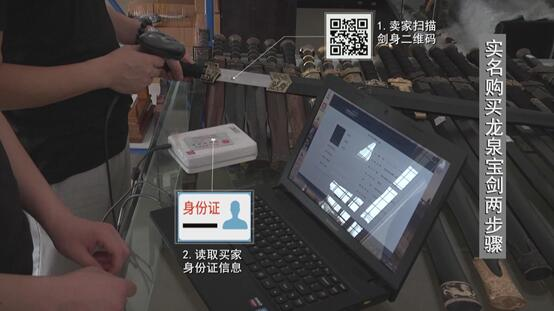 1. 卖家扫描
剑身二维码
实名购买龙泉宝剑两步骤
身份证
2. 读取买家
身份证信息